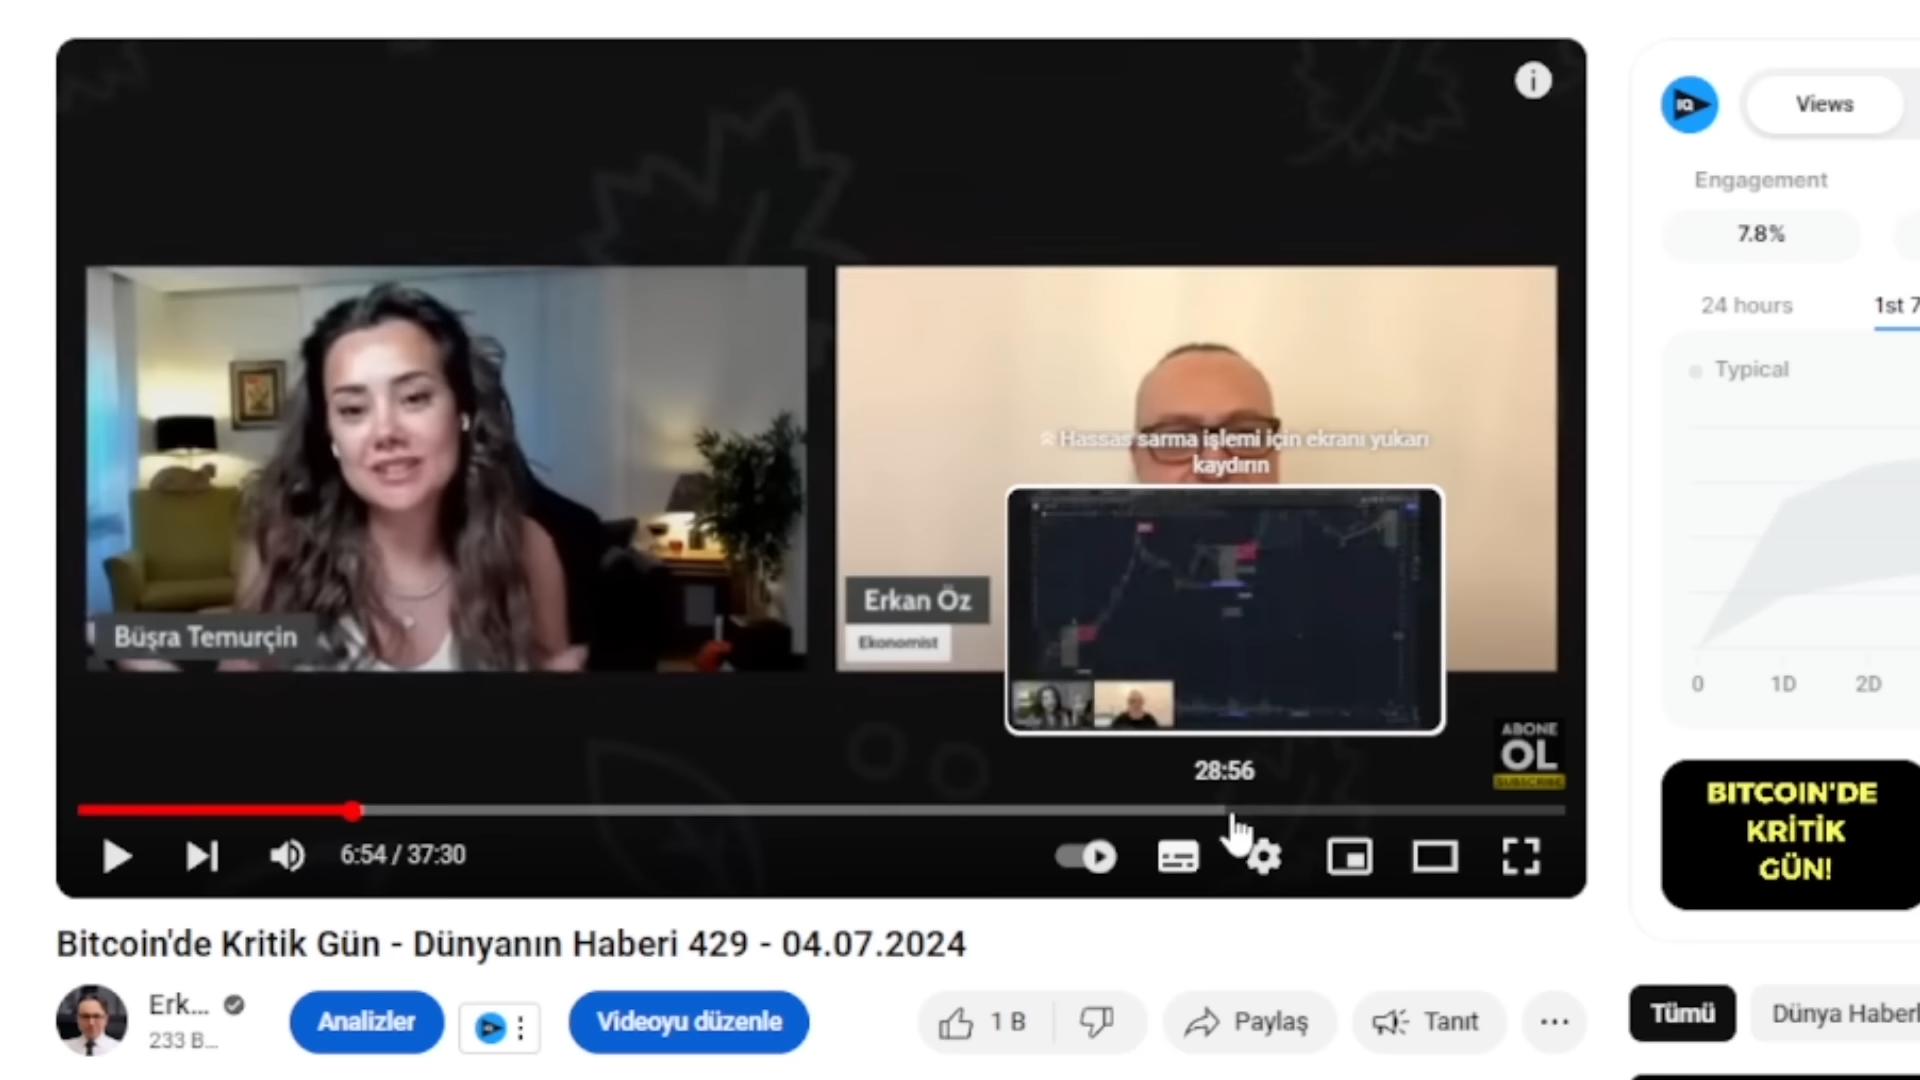 Hassas sarma işlemi için ekranı yukarı
kaydırın
Büşra Temurçin
Erkan Öz
Ekonomist
ABONE
OL
SUBSCRIBE
28:56
6:54 / 37:30
Bitcoin'de Kritik Gün - Dünyanın Haberi 429 - 04.07.2024
Erk...
233 B...
Analizler
Videoyu düzenle
1 B
Paylaş
Tanıt
IQ
Views
Engagement
7.8%
24 hours
1st 7
Typical
0
1D
2D
BITCOIN'DE
KRİTİK
GÜN!
Tümü
Dünya Haberl